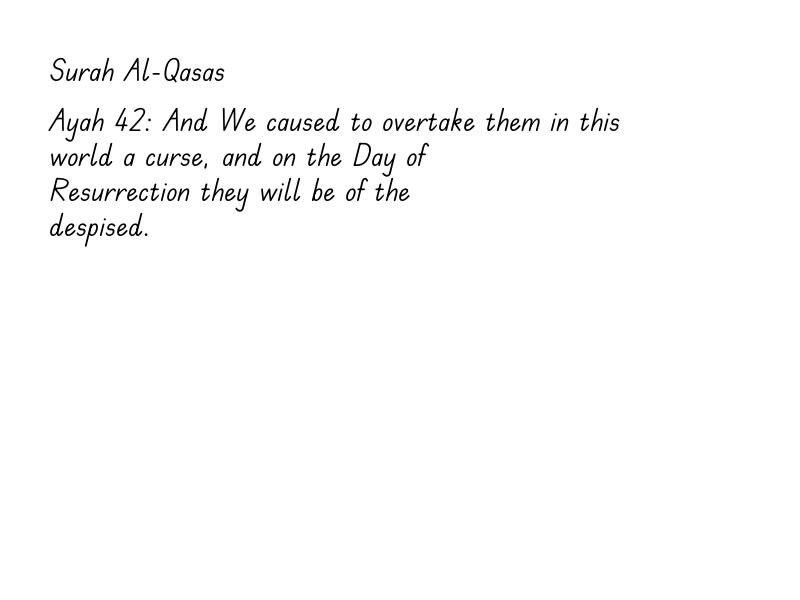 Surah Al-Qasas
Ayah 42: And We caused to overtake them in this
world a curse, and on the Day of
Resurrection they will be of the
despised.